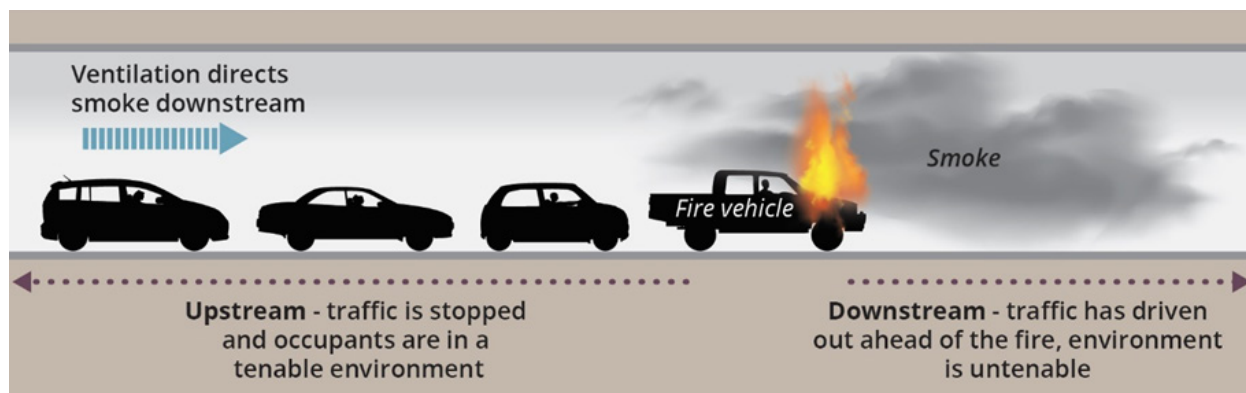 Ventilation directs
smoke downstream
Smoke
Fire vehicle
Upstream - traffic is stopped
and occupants are in a
tenable environment
Downstream - traffic has driven
out ahead of the fire, environment
is untenable